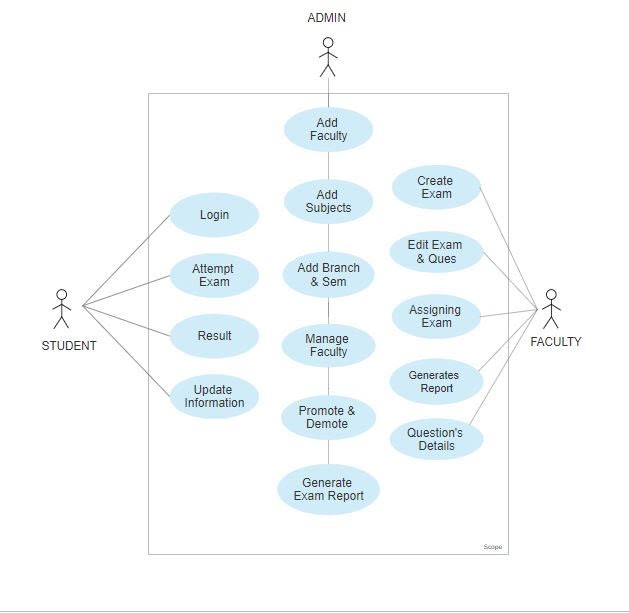 ADMIN
Add
Faculty
Add
Subjects
Add Branch
& Sem
Manage
Faculty
Promote &
Demote
Generate
Exam Report
Login
Attempt
Exam
Result
Update
Information
STUDENT
Create
Exam
Edit Exam
& Ques
Assigning
Exam
Generates
Report
Question's
Details
FACULTY
Scope